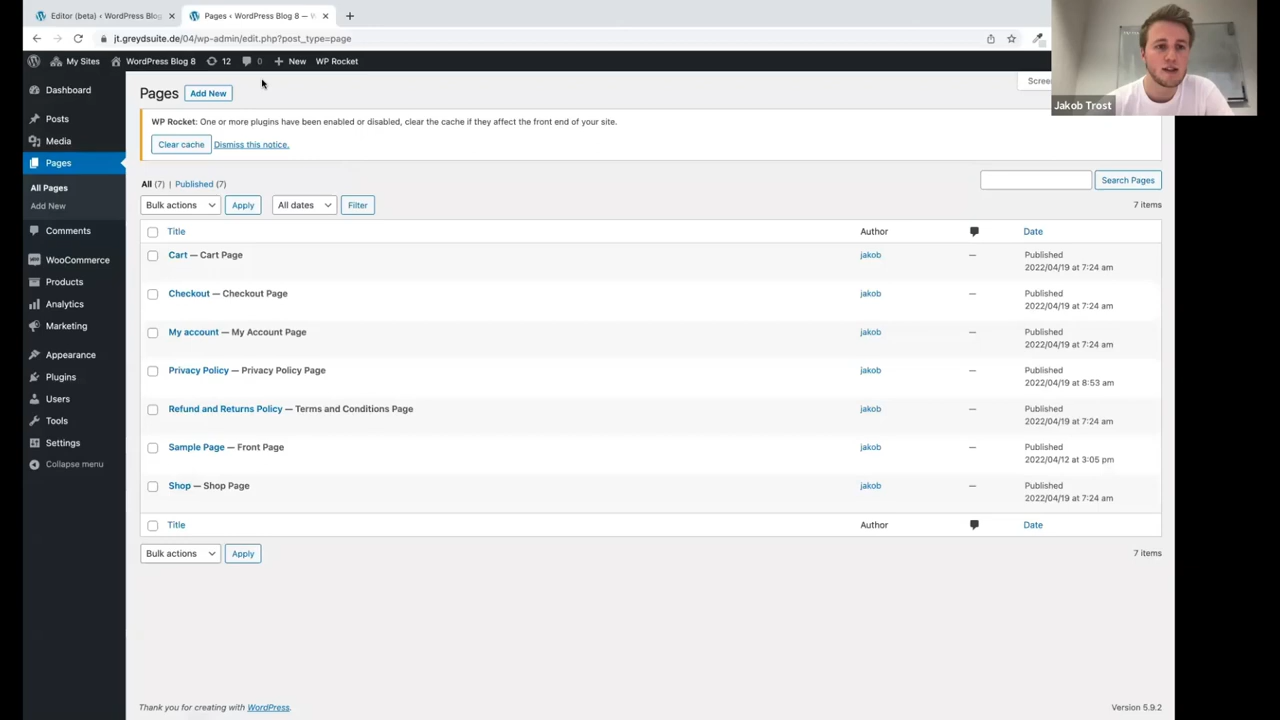 Editor (beta) ‹ WordPress Blog
Pages ‹ WordPress Blog 8 —
jt.greydsuite.de/04/wp-admin/edit.php?post_type=page
My Sites
WordPress Blog 8
12
0
New
WP Rocket
Jakob Trost
Dashboard
Posts
Media
Pages
All Pages
Add New
Comments
WooCommerce
Products
Analytics
Marketing
Appearance
Plugins
Users
Tools
Settings
Collapse menu
Pages
Add New
WP Rocket: One or more plugins have been enabled or disabled, clear the cache if they affect the front end of your site.
Clear cache
Dismiss this notice.
All (7) | Published (7)
Search Pages
Bulk actions
Apply
All dates
Filter
7 items
Title Author Date
Cart — Cart Page jakob — Published
2022/04/19 at 7:24 am
Checkout — Checkout Page jakob — Published
2022/04/19 at 7:24 am
My account — My Account Page jakob — Published
2022/04/19 at 7:24 am
Privacy Policy — Privacy Policy Page jakob — Published
2022/04/19 at 8:53 am
Refund and Returns Policy — Terms and Conditions Page jakob — Published
2022/04/19 at 7:24 am
Sample Page — Front Page jakob — Published
2022/04/12 at 3:05 pm
Shop — Shop Page jakob — Published
2022/04/19 at 7:24 am
Title Author Date
Bulk actions
Apply
7 items
Thank you for creating with WordPress.
Version 5.9.2